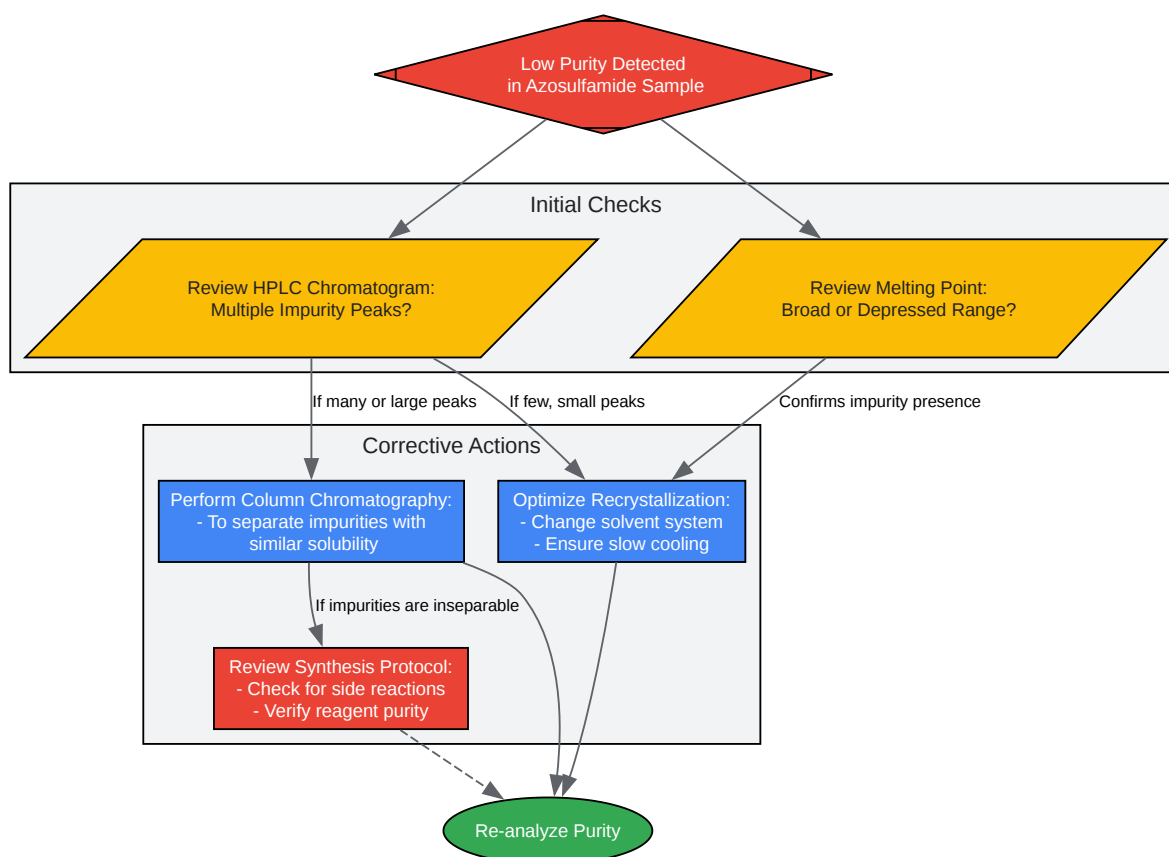 Low Purity Detected
in Azosulfamide Sample
Initial Checks
Review HPLC Chromatogram:
Multiple Impurity Peaks?
Review Melting Point:
Broad or Depressed Range?
If many or large peaks
If few, small peaks
Confirms impurity presence
Corrective Actions
Perform Column Chromatography:
- To separate impurities with
similar solubility
Optimize Recrystallization:
- Change solvent system
- Ensure slow cooling
If impurities are inseparable
Review Synthesis Protocol:
- Check for side reactions
- Verify reagent purity
Re-analyze Purity